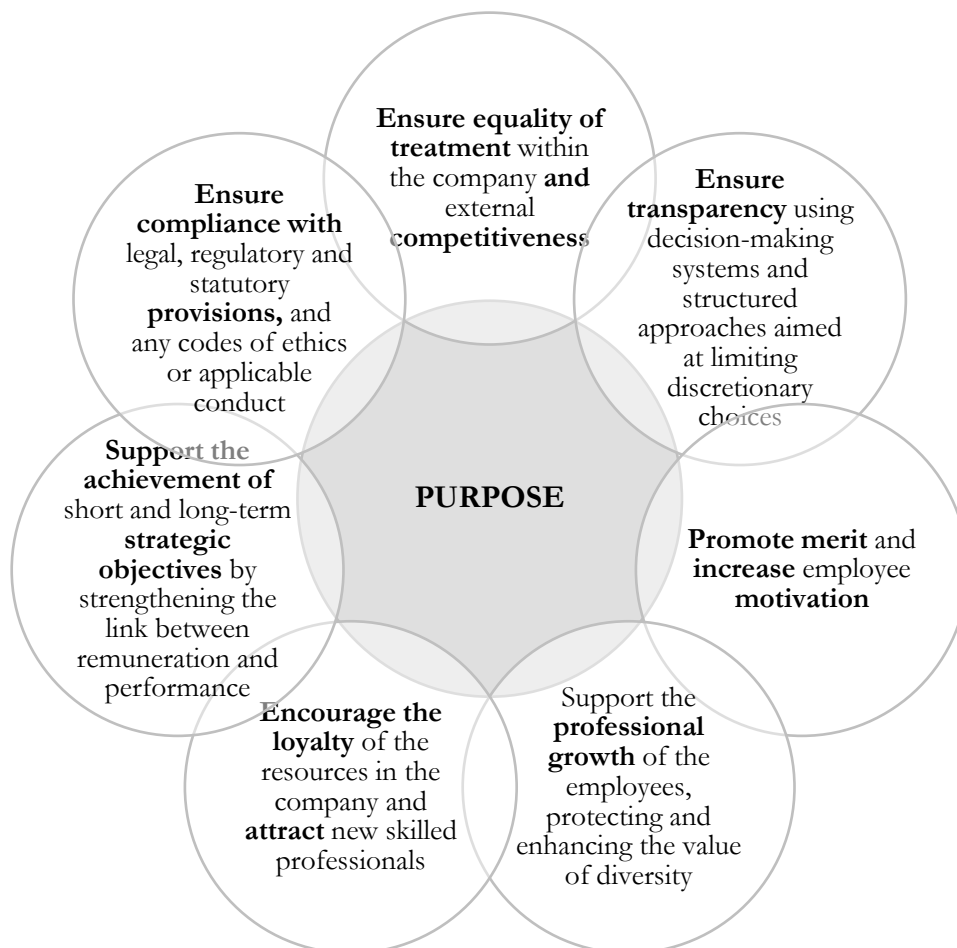 Ensure equality of
treatment within
the company and
external
competitiveness
Ensure
transparency using
decision-making
systems and
structured
approaches aimed
at limiting
discretionary
choices
Promote merit and
increase employee
motivation
Support the
professional
growth of the
employees,
protecting and
enhancing the value
of diversity
Encourage the
loyalty of the
resources in the
company and
attract new skilled
professionals
Support the
achievement of
short and long-term
strategic
objectives by
strengthening the
link between
remuneration and
performance
Ensure
compliance with
legal, regulatory and
statutory
provisions, and
any codes of ethics
or applicable
conduct
PURPOSE